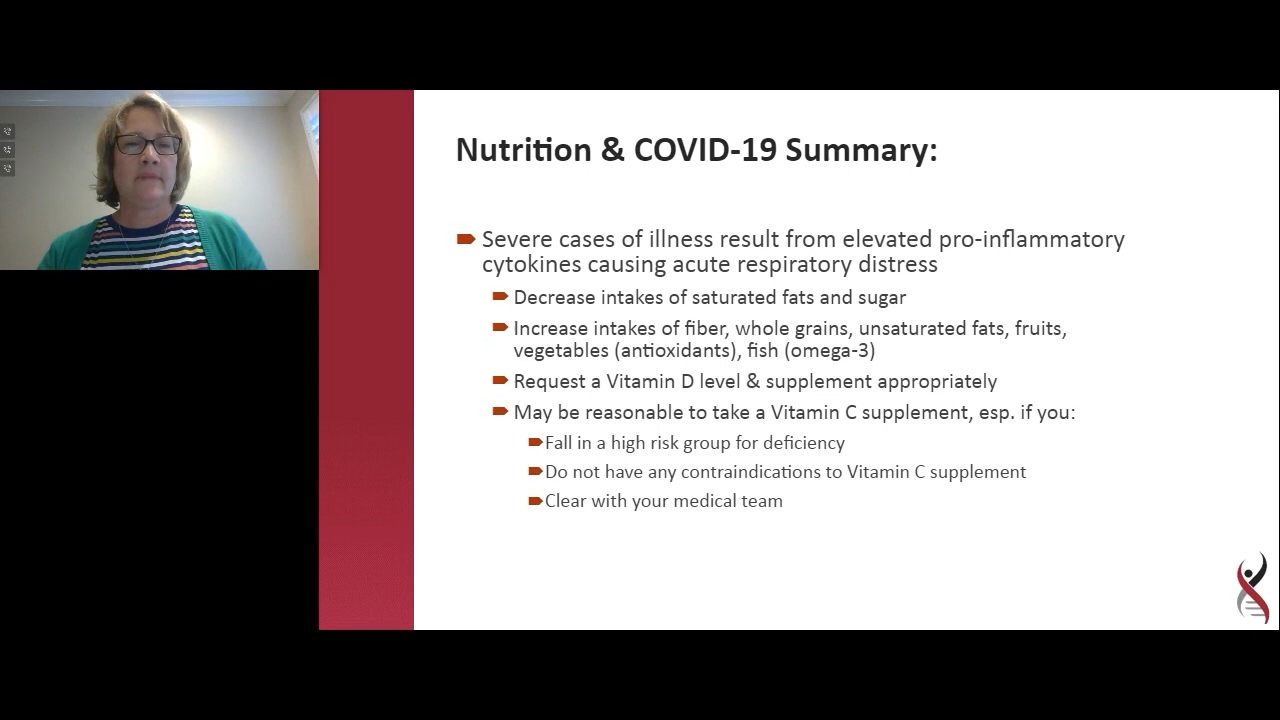 Nutrition & COVID-19 Summary:
Severe cases of illness result from elevated pro-inflammatory
cytokines causing acute respiratory distress
Decrease intakes of saturated fats and sugar
Increase intakes of fiber, whole grains, unsaturated fats, fruits,
vegetables (antioxidants), fish (omega-3)
Request a Vitamin D level & supplement appropriately
May be reasonable to take a Vitamin C supplement, esp. if you:
Fall in a high risk group for deficiency
Do not have any contraindications to Vitamin C supplement
Clear with your medical team